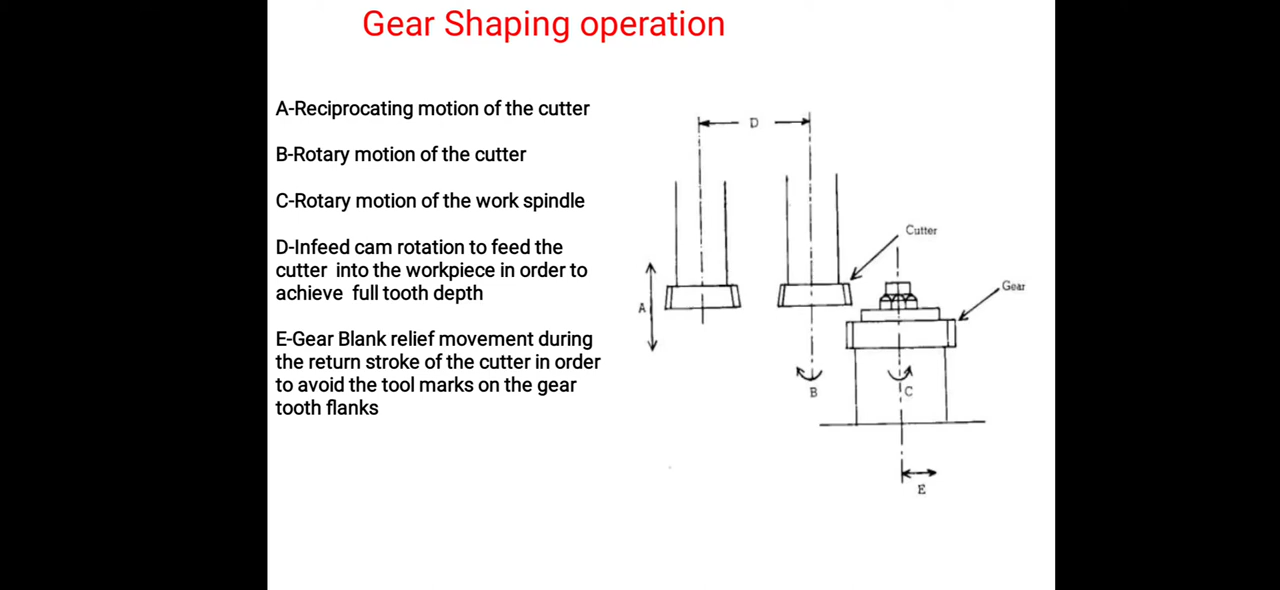 Gear Shaping operation
A-Reciprocating motion of the cutter
B-Rotary motion of the cutter
C-Rotary motion of the work spindle
D-Infeed cam rotation to feed the
cutter into the workpiece in order to
achieve full tooth depth
E-Gear Blank relief movement during
the return stroke of the cutter in order
to avoid the tool marks on the gear
tooth flanks
D
Cutter
Gear
A
B
C
E